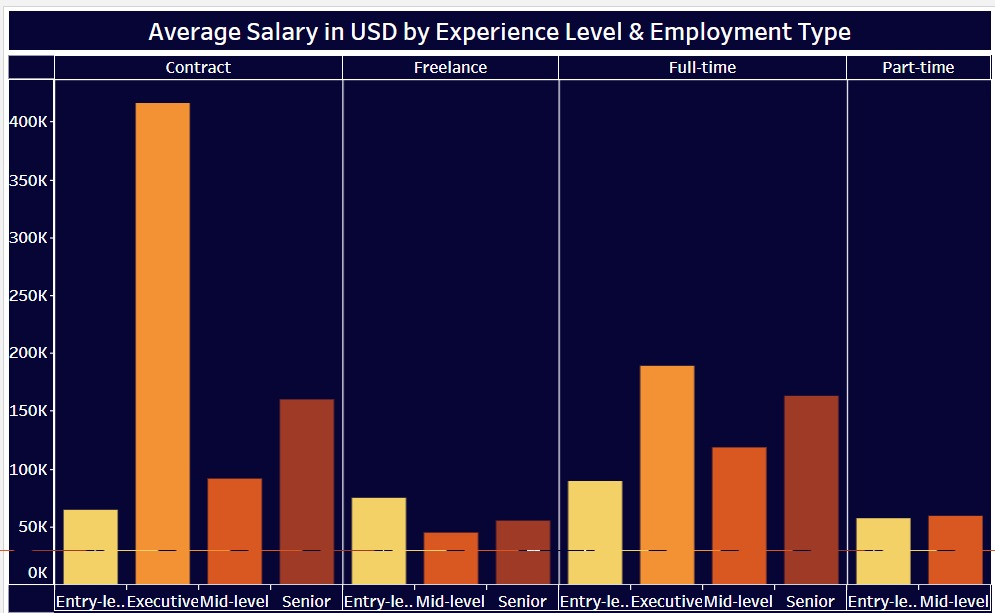 Average Salary in USD by Experience Level & Employment Type
Contract Freelance Full-time Part-time
400K
350K
300K
250K
200K
150K
100K
50K
0K
Entry-le.. Executive Mid-level Senior Entry-le.. Mid-level Senior Entry-le.. Executive Mid-level Senior Entry-le.. Mid-level